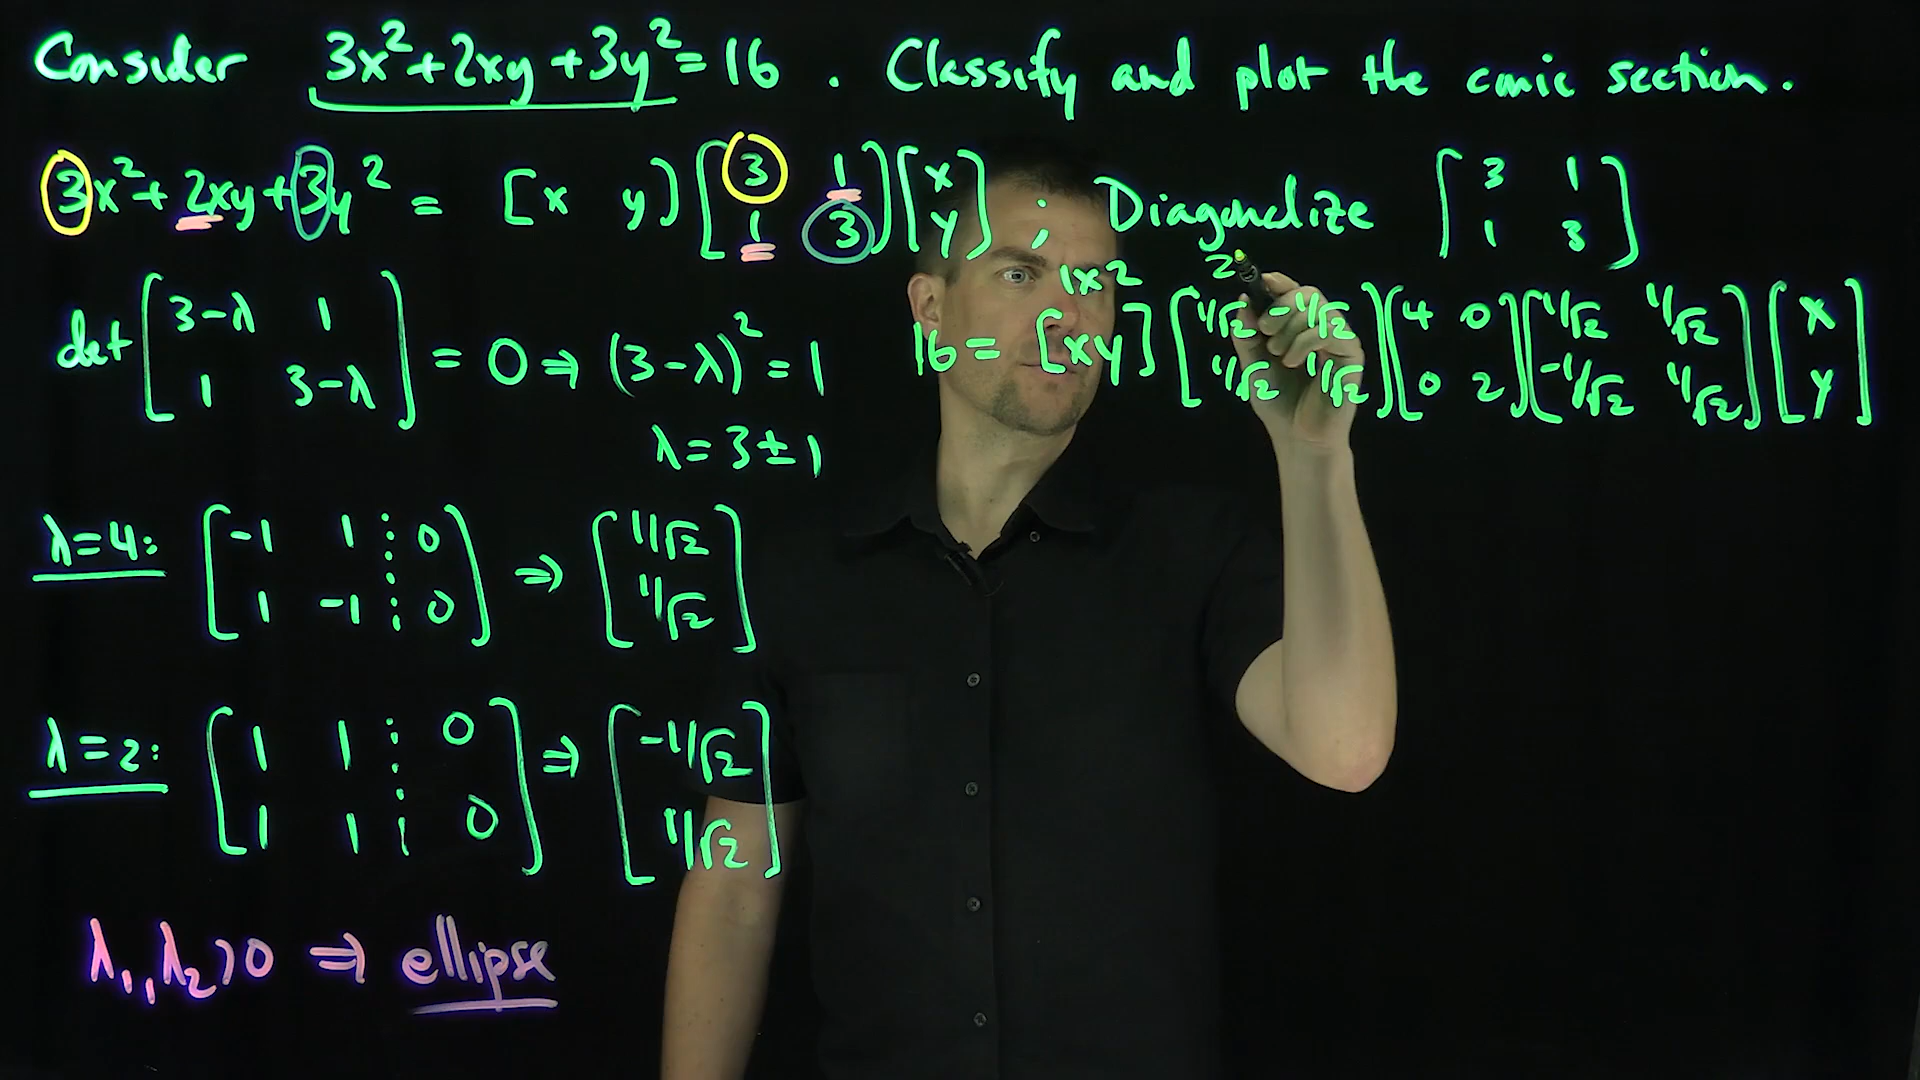 Consider 3x²+2xy+3y²=16 . Classify and plot the conic section.
3x²+2xy+3y² = [x y] [3 1; 1 3] [x; y] ; Diagonalize [3 1; 1 3]
det [3-λ 1; 1 3-λ] = 0 ⇒ (3-λ)² = 1
λ = 3 ± 1
1x2 2
16 = [x y] [1/√2 -1/√2; 1/√2 1/√2] [4 0; 0 2] [1/√2 1/√2; -1/√2 1/√2] [x; y]
λ=4: [-1 1 ⋮ 0; 1 -1 ⋮ 0] ⇒ [1/√2; 1/√2]
λ=2: [1 1 ⋮ 0; 1 1 ⋮ 0] ⇒ [-1/√2; 1/√2]
λ₁,λ₂>0 ⇒ ellipse